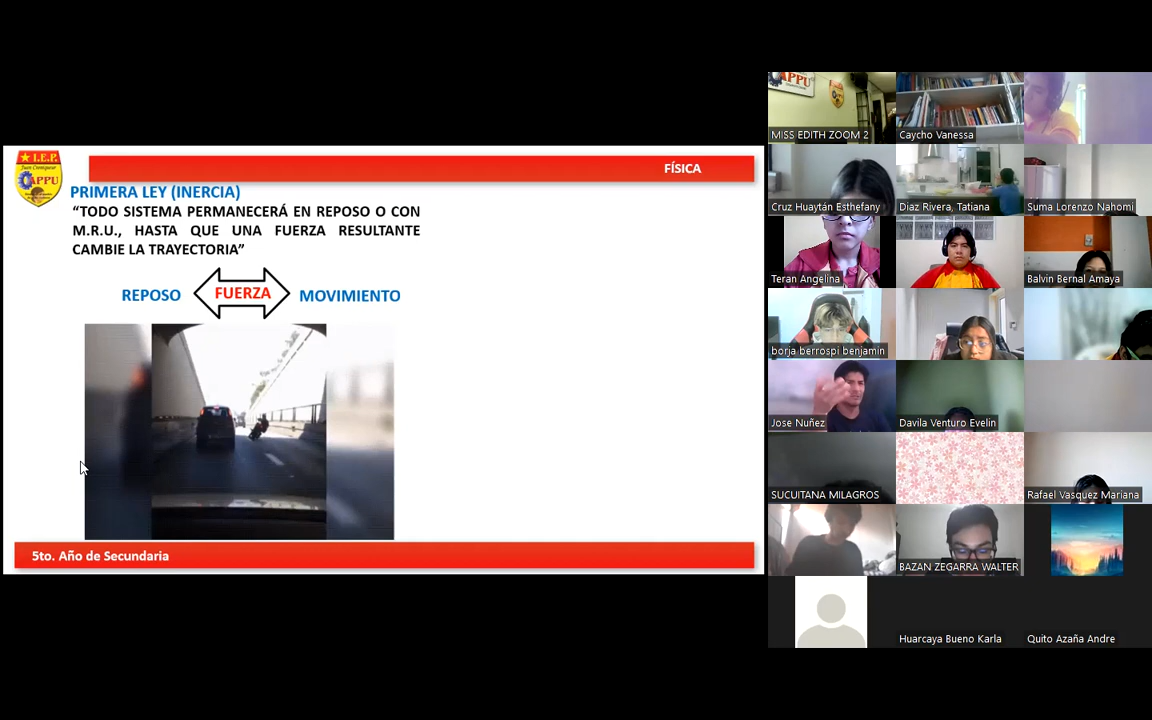 I.E.P.
APPU
FÍSICA
PRIMERA LEY (INERCIA)
“TODO SISTEMA PERMANECERÁ EN REPOSO O CON
M.R.U., HASTA QUE UNA FUERZA RESULTANTE
CAMBIE LA TRAYECTORIA”
REPOSO FUERZA MOVIMIENTO
5to. Año de Secundaria
APPU
MISS EDITH ZOOM 2
Caycho Vanessa
Cruz Huaytán Esthefany
Diaz Rivera, Tatiana
Suma Lorenzo Nahomi
Teran Angelina
Balvin Bernal Amaya
borja berrospi benjamin
Jose Nuñez
Davila Venturo Evelin
SUCUITANA MILAGROS
Rafael Vasquez Mariana
BAZAN ZEGARRA WALTER
Huarcaya Bueno Karla
Quito Azaña Andre